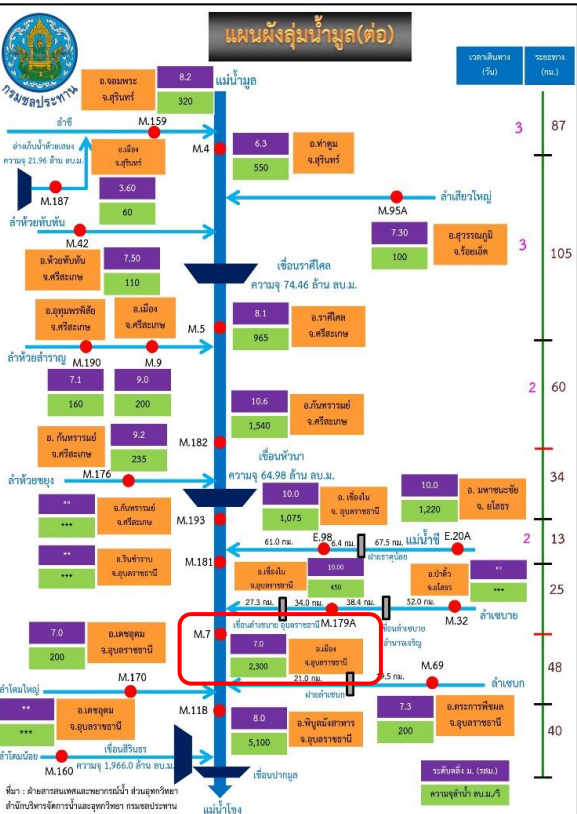 แผนผังลุ่มน้ำมูล(ต่อ)
กรมชลประทาน
เวลาเดินทาง
(วัน)
ระยะทาง
(กม.)
อ.จอมพระ
จ.สุรินทร์
8.2
320
แม่น้ำมูล
ลำชี
M.159
3
87
อ่างเก็บน้ำห้วยเสนง
ความจุ 21.96 ล้าน ลบ.ม.
อ.เมือง
จ.สุรินทร์
3.60
60
M.187
M.4
6.3
550
อ.ท่าตูม
จ.สุรินทร์
ลำเสียวใหญ่
M.95A
ลำห้วยทับทัน
M.42
7.30
100
อ.สุวรรณภูมิ
จ.ร้อยเอ็ด
3
105
อ.ห้วยทับทัน
จ.ศรีสะเกษ
7.50
110
เขื่อนราศีไศล
ความจุ 74.46 ล้าน ลบ.ม.
อ.อุทุมพรพิสัย
จ.ศรีสะเกษ
อ.เมือง
จ.ศรีสะเกษ
M.5
8.1
965
อ.ราศีไศล
จ.ศรีสะเกษ
ลำห้วยสำราญ
M.190
M.9
7.1
160
9.0
200
2
60
10.6
1,540
อ.กันทรารมย์
จ.ศรีสะเกษ
อ. กันทรารมย์
จ.ศรีสะเกษ
9.2
235
M.182
เขื่อนหัวนา
ความจุ 64.98 ล้าน ลบ.ม.
ลำห้วยขยุง
M.176
34
10.0
1,075
อ. เขื่องใน
จ. อุบลราชธานี
10.0
1,220
อ. มหาชนะชัย
จ. ยโสธร
**
***
อ.กันทรารมย์
จ.ศรีสะเกษ
M.193
E.98
E.20A
แม่น้ำชี
61.0 กม.
6.4 กม.
67.5 กม.
ฝายธาตุน้อย
2
13
**
***
อ.วารินชำราบ
จ.อุบลราชธานี
M.181
อ.เขื่องใน
จ.อุบลราชธานี
10.00
450
อ.ป่าติ้ว
จ.ยโสธร
**
***
25
27.3 กม.
34.0 กม.
38.4 กม.
52.0 กม.
เขื่อนลำเซบาย อุบลราชธานี
M.179A
เขื่อนลำเซบาย
อำนาจเจริญ
M.32
ลำเซบาย
M.7
7.0
2,300
อ.เมือง
จ.อุบลราชธานี
7.0
200
อ.เดชอุดม
จ.อุบลราชธานี
48
M.69
21.0 กม.
ฝายลำเซบก
ลำเซบก
ลำโดมใหญ่
M.170
**
***
อ.เดชอุดม
จ.อุบลราชธานี
M.11B
8.0
5,100
อ.พิบูลมังสาหาร
จ.อุบลราชธานี
7.3
200
อ.ตระการพืชผล
จ.อุบลราชธานี
40
ลำโดมน้อย
M.160
เขื่อนสิรินธร
ความจุ 1,966.0 ล้าน ลบ.ม.
เขื่อนปากมูล
แม่น้ำโขง
ระดับตลิ่ง ม. (รสม.)
ความจุลำน้ำ ลบ.ม./วิ
ที่มา : ฝ่ายสารสนเทศและพยากรณ์น้ำ ส่วนอุทกวิทยา
สำนักบริหารจัดการน้ำและอุทกวิทยา กรมชลประทาน